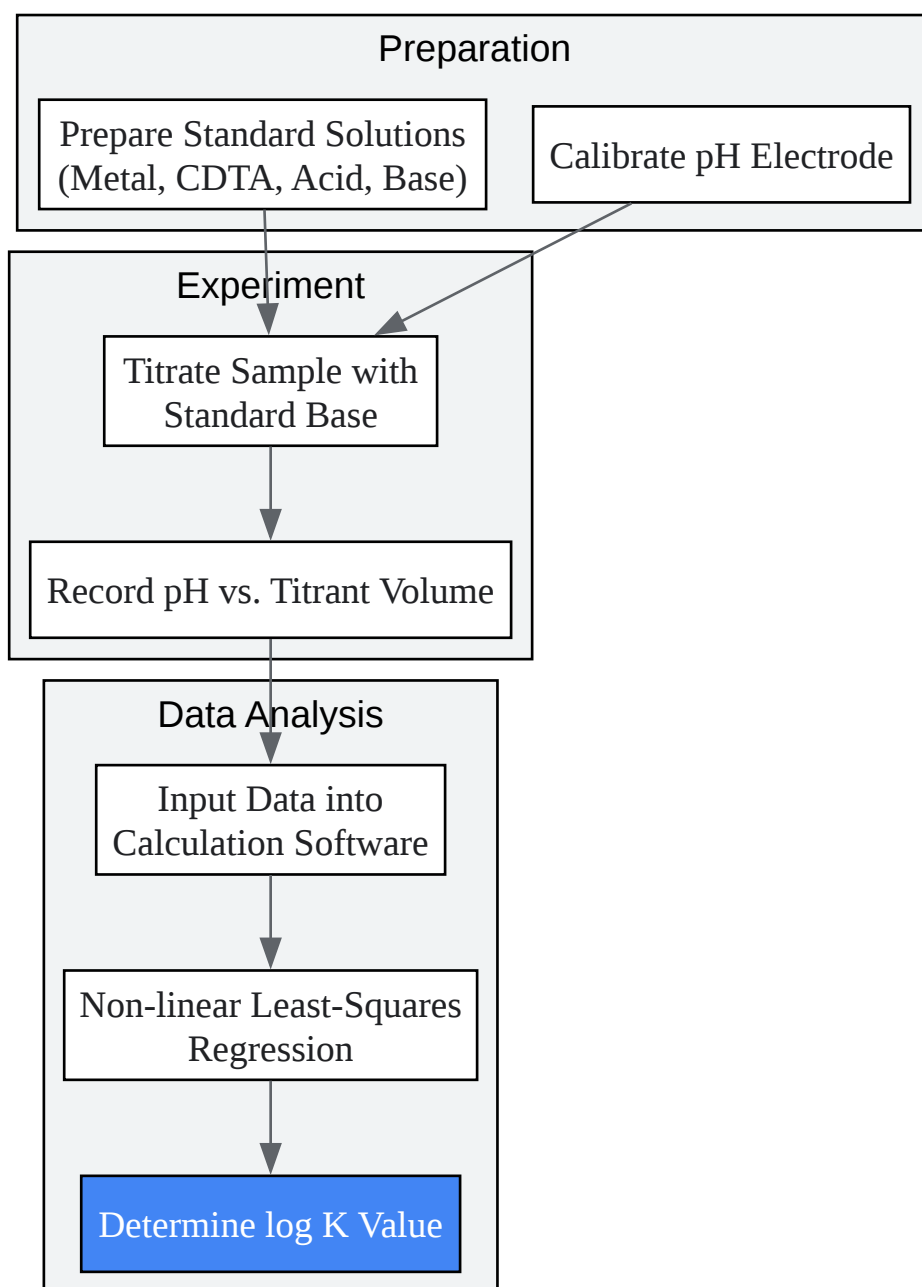 Preparation
Prepare Standard Solutions
(Metal, CDTA, Acid, Base)
Calibrate pH Electrode
Experiment
Titrate Sample with
Standard Base
Record pH vs. Titrant Volume
Data Analysis
Input Data into
Calculation Software
Non-linear Least-Squares
Regression
Determine log K Value